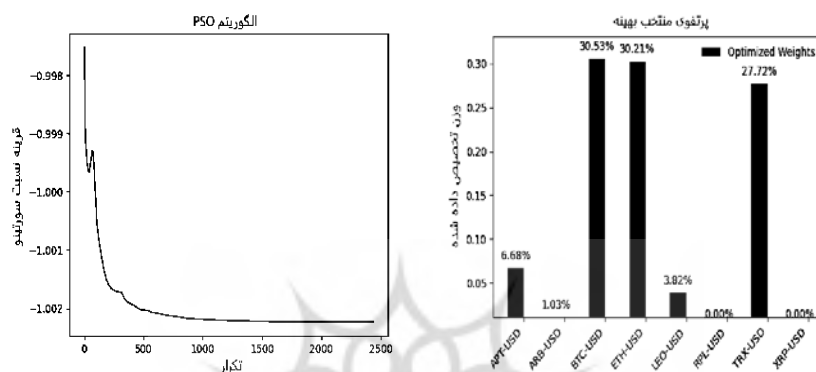 الگوریتم PSO
قرینه نسبت سورتینو
-0.998
-0.999
-1.000
-1.001
-1.002
0 500 1000 1500 2000 2500
تکرار
پرتفوی منتخب بهینه
وزن تخصیص داده شده
0.30
0.25
0.20
0.15
0.10
0.05
Optimized Weights
6.68%
1.03%
30.53%
30.21%
3.82%
0.00%
27.72%
0.00%
APT-USD
ARB-USD
BTC-USD
ETH-USD
LEO-USD
RPL-USD
TRX-USD
XRP-USD